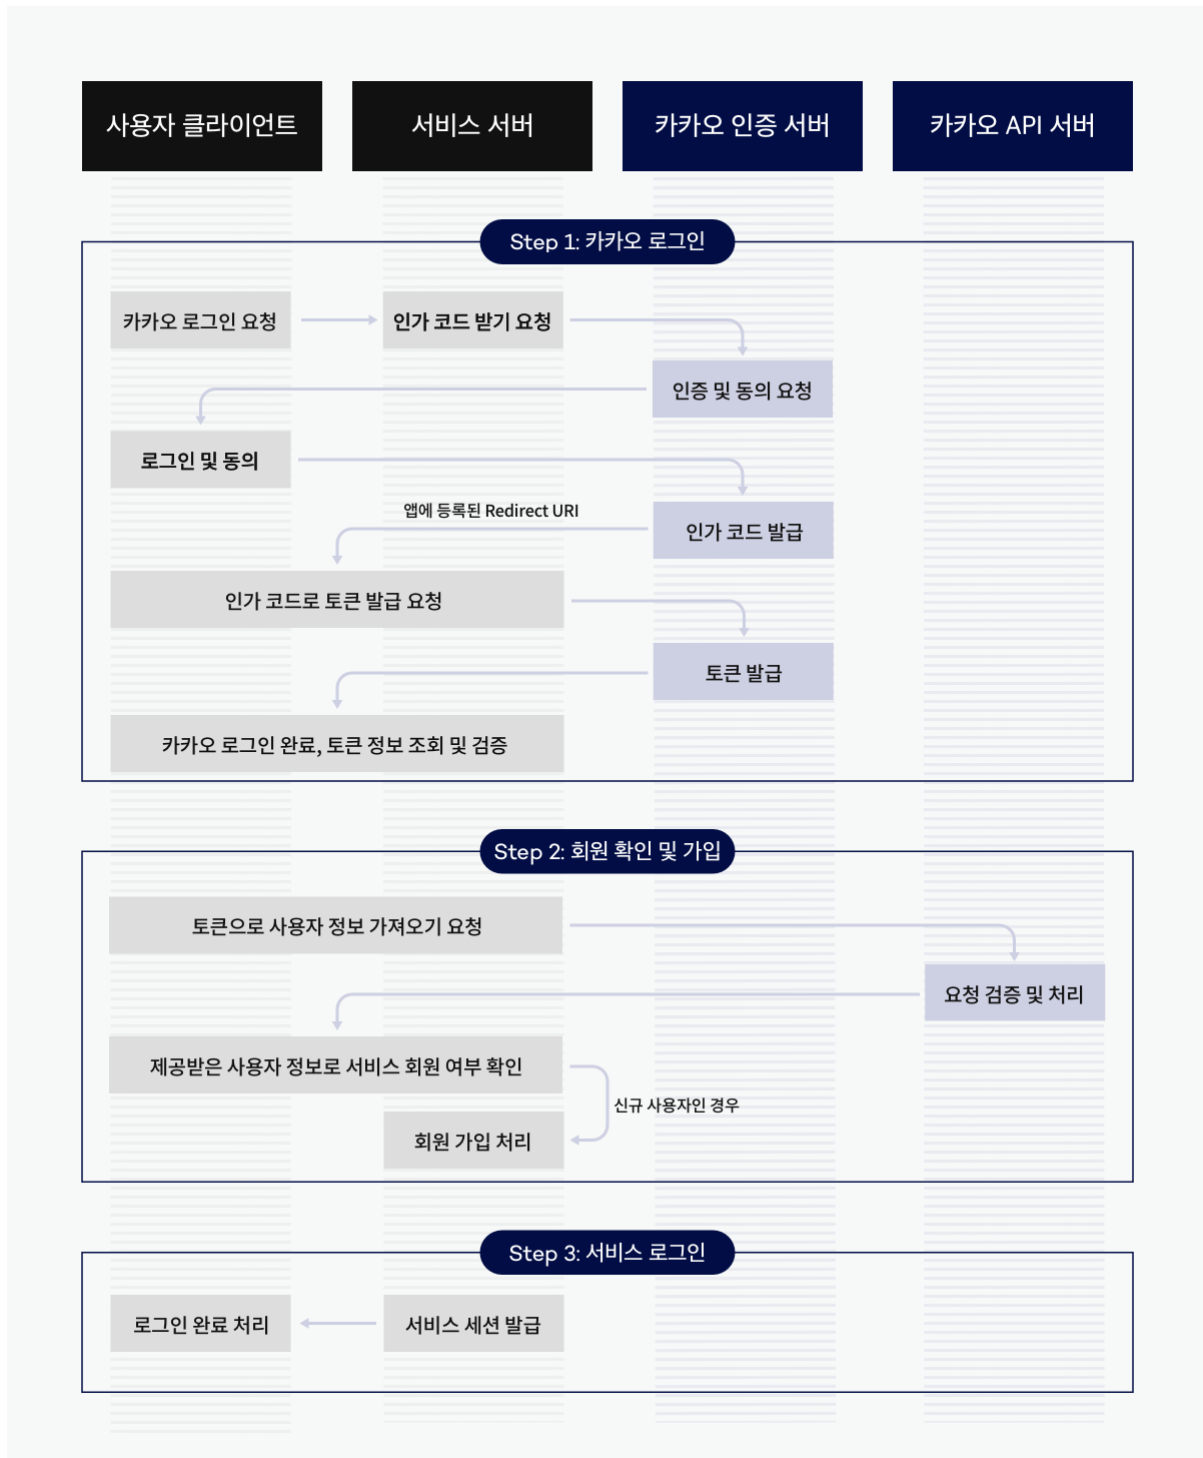 사용자 클라이언트
서비스 서버
카카오 인증 서버
카카오 API 서버
Step 1: 카카오 로그인
카카오 로그인 요청
인가 코드 받기 요청
인증 및 동의 요청
로그인 및 동의
앱에 등록된 Redirect URI
인가 코드 발급
인가 코드로 토큰 발급 요청
토큰 발급
카카오 로그인 완료, 토큰 정보 조회 및 검증
Step 2: 회원 확인 및 가입
토큰으로 사용자 정보 가져오기 요청
요청 검증 및 처리
제공받은 사용자 정보로 서비스 회원 여부 확인
신규 사용자인 경우
회원 가입 처리
Step 3: 서비스 로그인
로그인 완료 처리
서비스 세션 발급